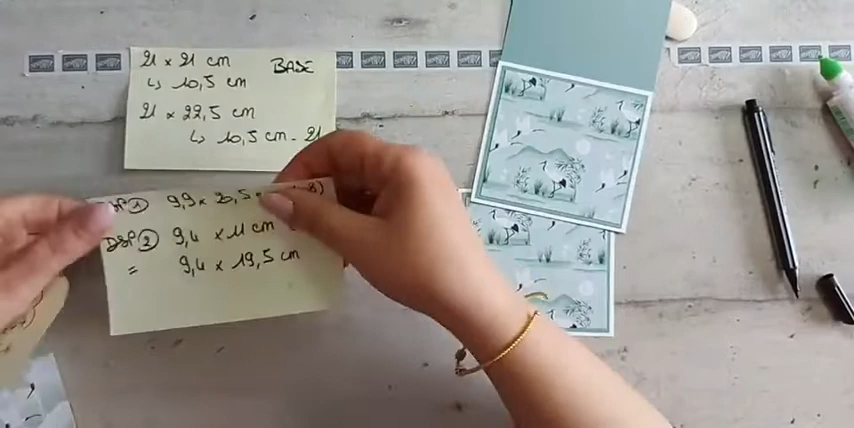 21 x 21 cm BASE
↳ 10,5 cm
21 x 22,5 cm
↳ 10,5 cm - 21
DSP ① 9,9 x 20,5
DSP ② 9,4 x 11 cm
= 9,4 x 19,5 cm